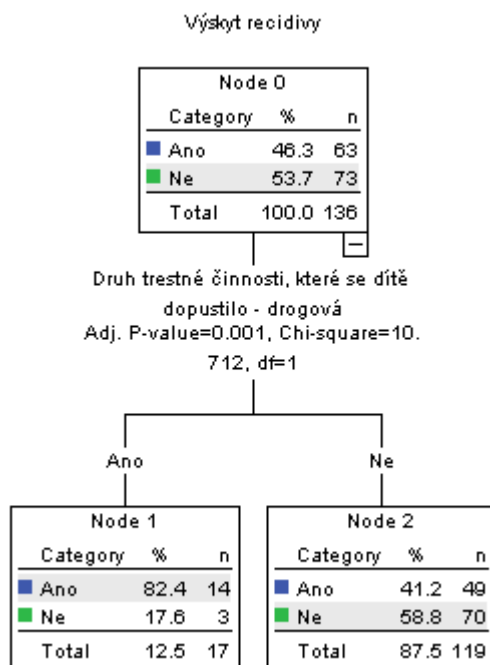 Výskyt recidivy
Node 0
Category % n
Ano 46.3 63
Ne 53.7 73
Total 100.0 136
Druh trestné činnosti, které se dítě
dopustilo - drogová
Adj. P-value=0.001, Chi-square=10.
712, df=1
Ano
Ne
Node 1
Category % n
Ano 82.4 14
Ne 17.6 3
Total 12.5 17
Node 2
Category % n
Ano 41.2 49
Ne 58.8 70
Total 87.5 119